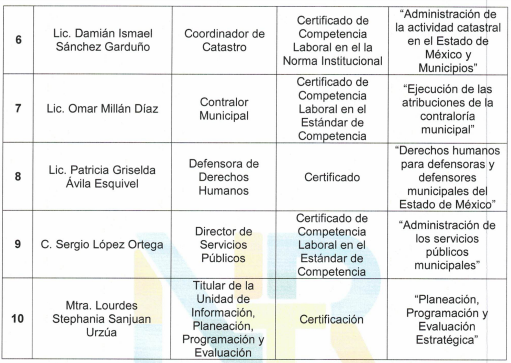 6
Lic. Damián Ismael
Sánchez Garduño
Coordinador de
Catastro
Certificado de
Competencia
Laboral en el la
Norma Institucional
“Administración de
la actividad catastral
en el Estado de
México y
Municipios”
7
Lic. Omar Millán Díaz
Contralor
Municipal
Certificado de
Competencia
Laboral en el
Estándar de
Competencia
“Ejecución de las
atribuciones de la
contraloría
municipal”
8
Lic. Patricia Griselda
Ávila Esquivel
Defensora de
Derechos
Humanos
Certificado
“Derechos humanos
para defensoras y
defensores
municipales del
Estado de México”
9
C. Sergio López Ortega
Director de
Servicios
Públicos
Certificado de
Competencia
Laboral en el
Estándar de
Competencia
“Administración de
los servicios
públicos
municipales”
10
Mtra. Lourdes
Stephania Sanjuan
Urzúa
Titular de la
Unidad de
Información,
Planeación,
Programación y
Evaluación
Certificación
“Planeación,
Programación y
Evaluación
Estratégica”